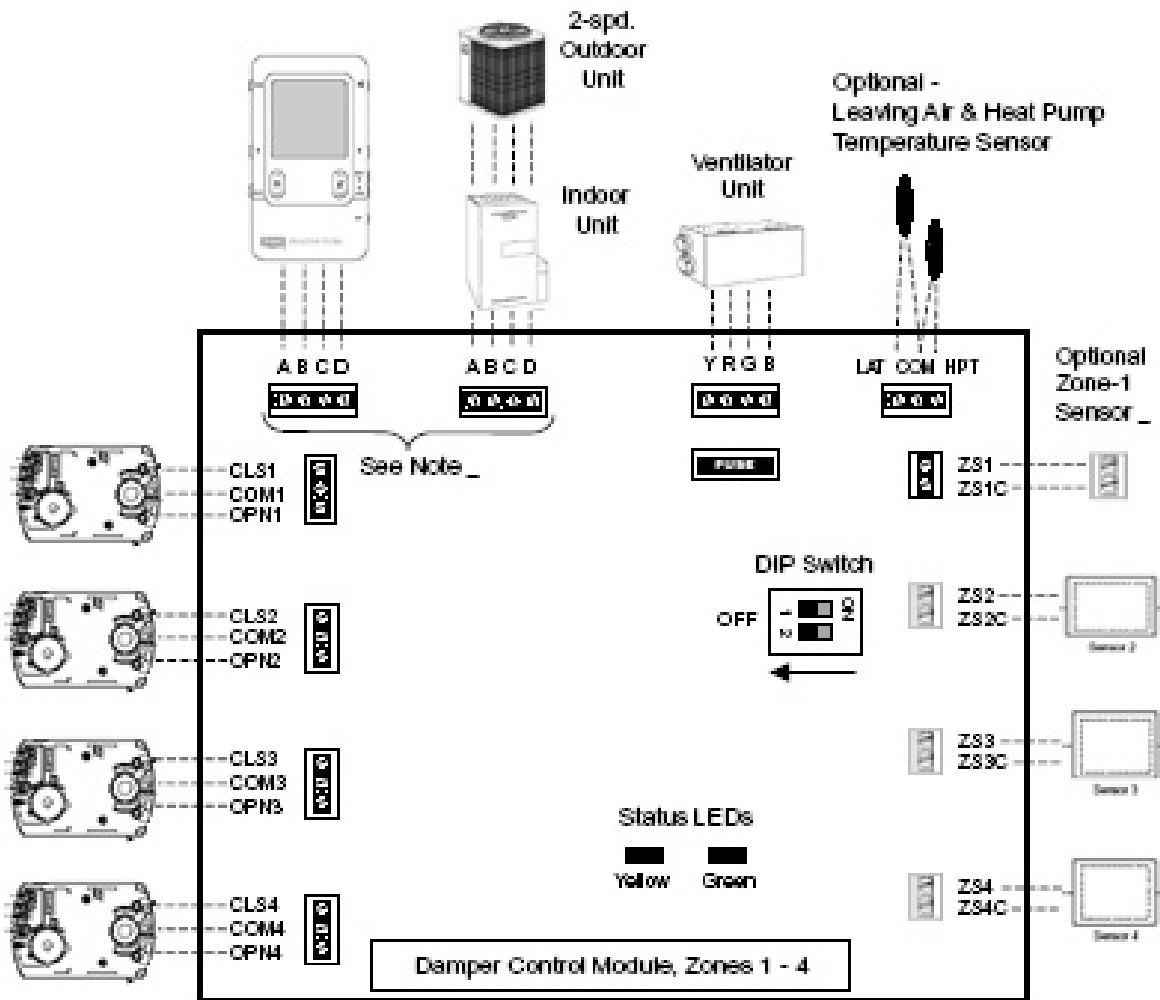 2-spd.
Outdoor
Unit
Optional -
Leaving Air & Heat Pump
Temperature Sensor
Ventilator
Unit
Indoor
Unit
A B C D
A B C D
Y R G B
LAT COM HPT
Optional
Zone-1
Sensor _
See Note _
FUSE
CLS1
COM1
OPN1
ZS1
ZS1C
DIP Switch
OFF
1
2
ON
CLS2
COM2
OPN2
ZS2
ZS2C
Sensor 2
CLS3
COM3
OPN3
ZS3
ZS3C
Sensor 3
Status LEDs
Yellow Green
CLS4
COM4
OPN4
ZS4
ZS4C
Sensor 4
Damper Control Module, Zones 1 - 4